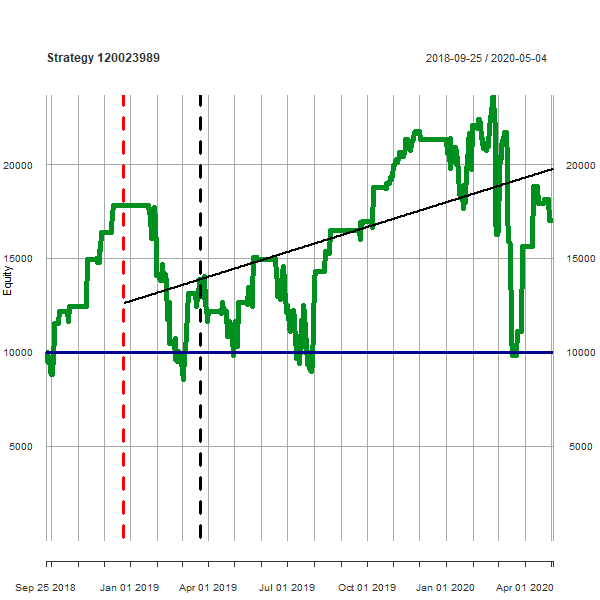 Strategy 120023989
2018-09-25 / 2020-05-04
20000
20000
15000
15000
Equity
10000
10000
5000
5000
Sep 25 2018
Jan 01 2019
Apr 01 2019
Jul 01 2019
Oct 01 2019
Jan 01 2020
Apr 01 2020